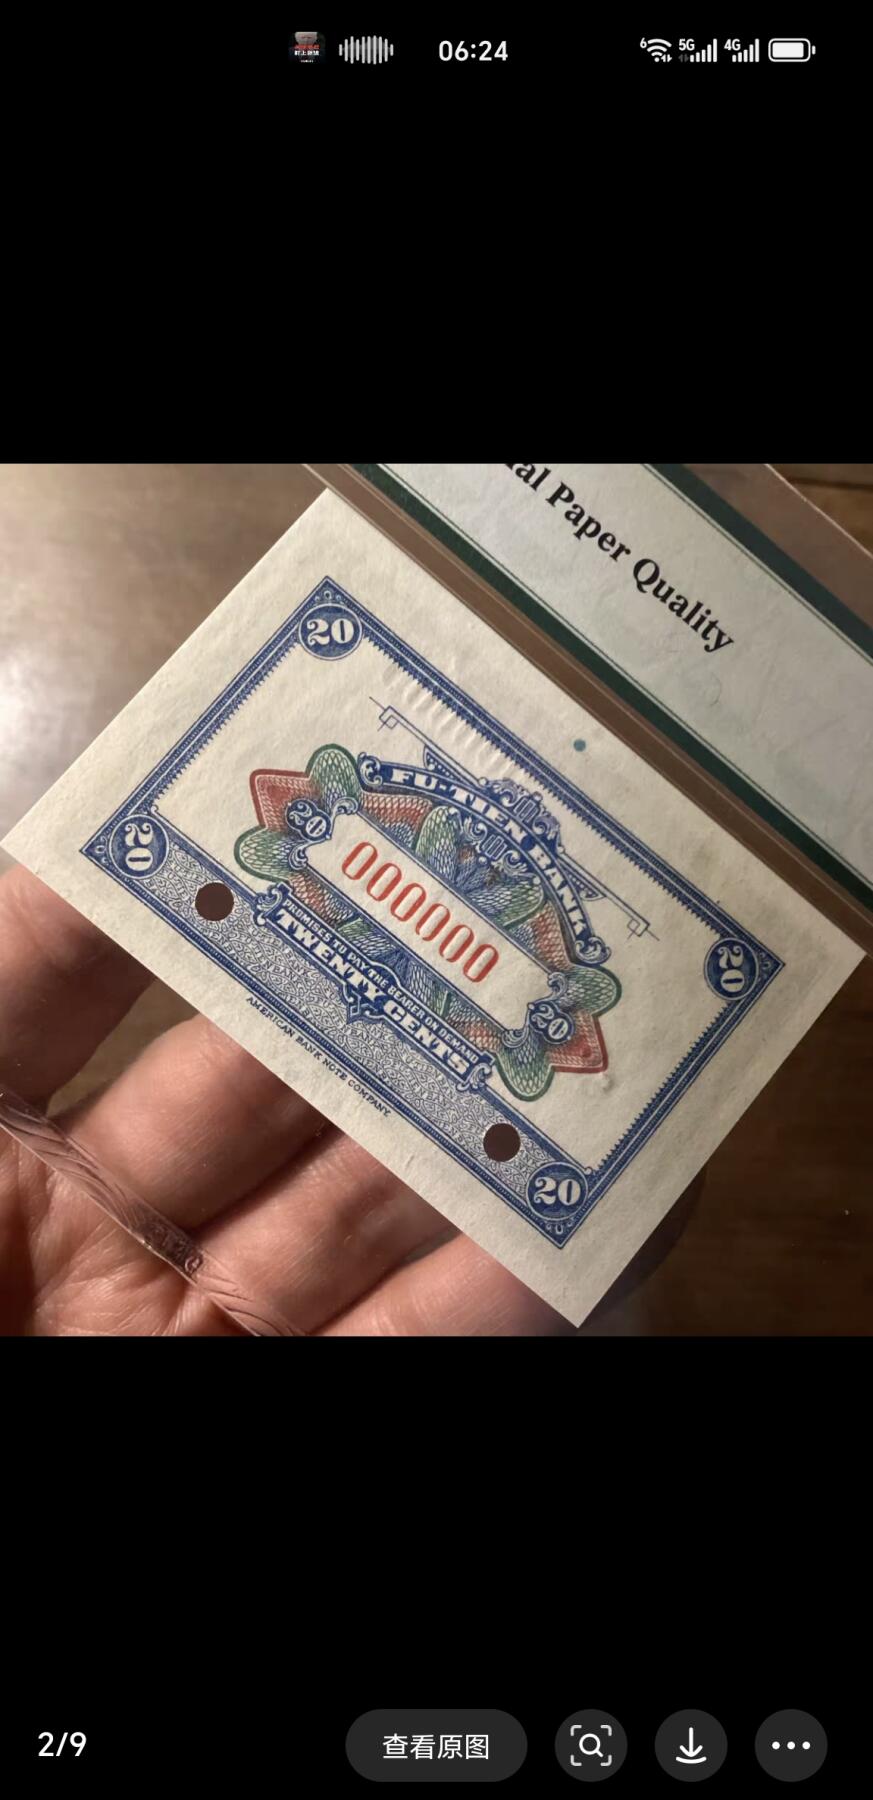 06:24
6 5G 4G
Paper Quality
20
20
20
20
FU-TIEN BANK
20
000000
20
PROMISES TO PAY THE BEARER ON DEMAND
TWENTY CENTS
AMERICAN BANK NOTE COMPANY.
2/9
查看原图